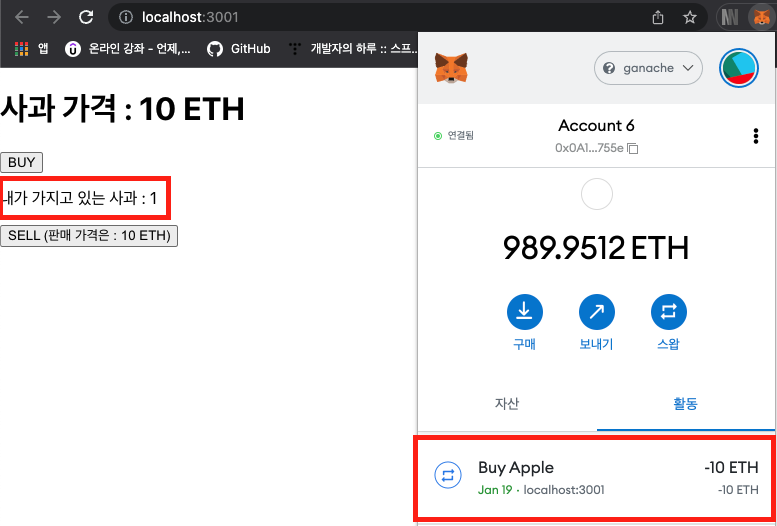 localhost:3001
앱
온라인 강좌 - 언제,...
GitHub
개발자의 하루 :: 스프...
사과 가격 : 10 ETH
BUY
내가 가지고 있는 사과 : 1
SELL (판매 가격은 : 10 ETH)
ganache
연결됨
Account 6
0x0A1...755e
989.9512 ETH
구매
보내기
스왑
자산
활동
Buy Apple
-10 ETH
Jan 19 · localhost:3001
-10 ETH